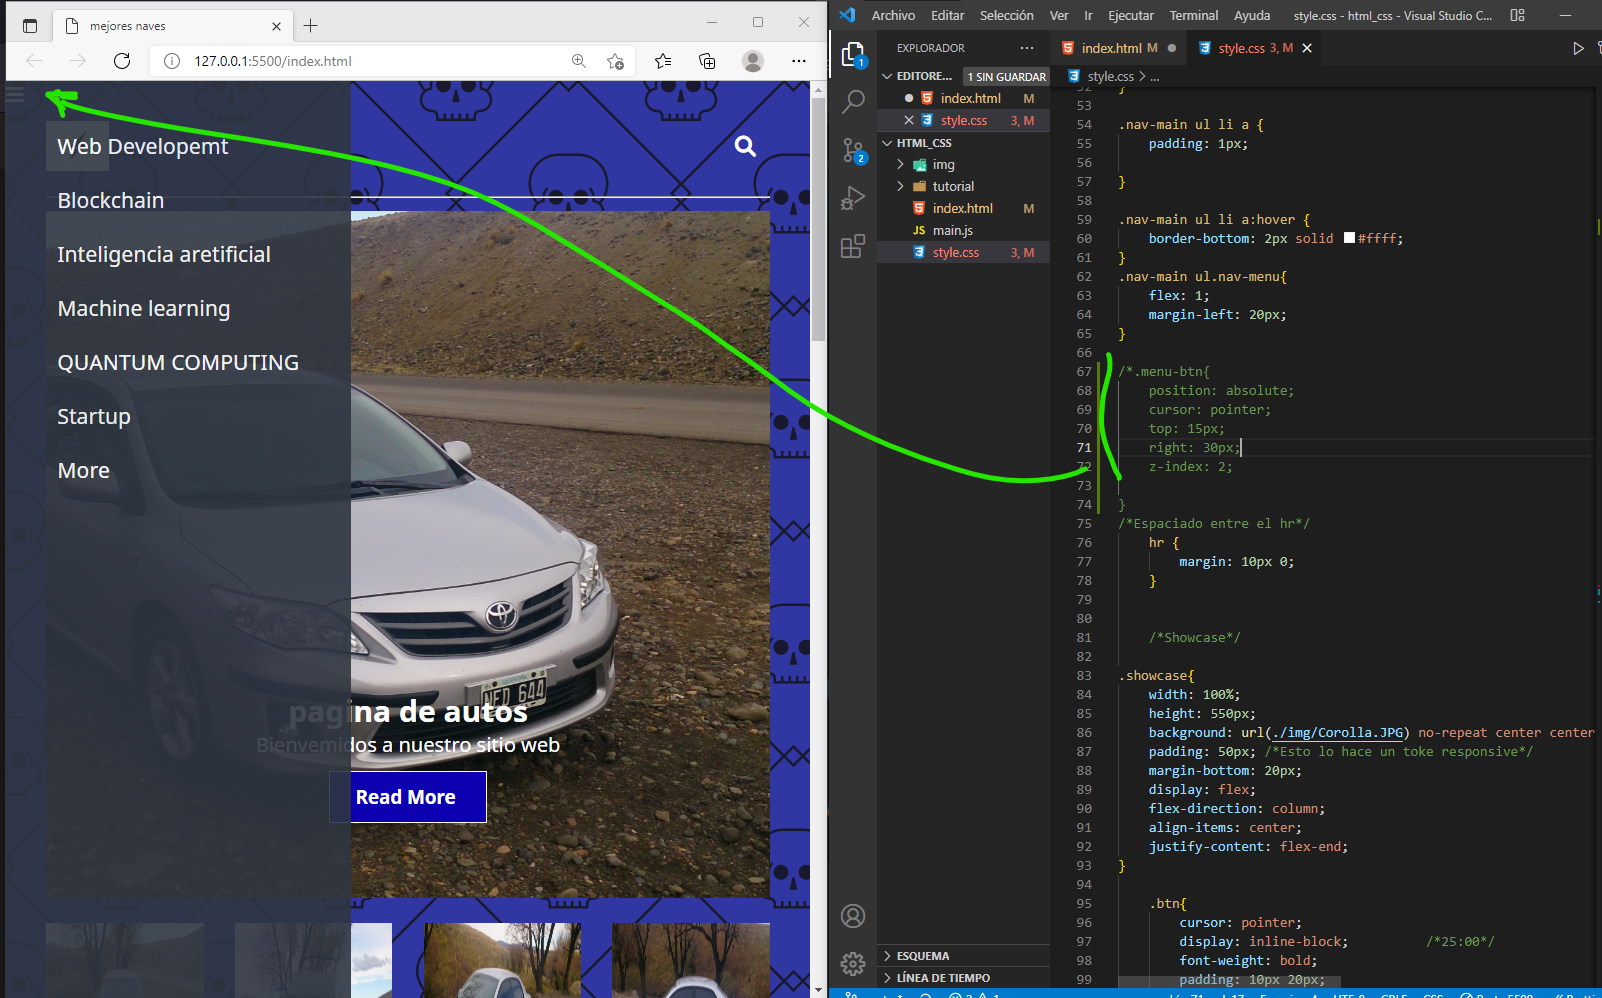 mejores naves
127.0.0.1:5500/index.html
Web Developemt
Blockchain
Inteligencia aretificial
Machine learning
QUANTUM COMPUTING
Startup
More
NFD 644
pagina de autos
Bienvemidos a nuestro sitio web
Read More
Archivo Editar Selección Ver Ir Ejecutar Terminal Ayuda style.css - html_css - Visual Studio C...
EXPLORADOR
EDITORE... 1 SIN GUARDAR
index.html M
style.css 3, M
HTML_CSS
img
tutorial
index.html M
JS main.js
style.css 3, M
ESQUEMA
LÍNEA DE TIEMPO
1
2
index.html M
style.css 3, M
style.css > ...
52 }
53
54 .nav-main ul li a {
55 padding: 1px;
56
57 }
58
59 .nav-main ul li a:hover {
60 border-bottom: 2px solid #ffff;
61 }
62 .nav-main ul.nav-menu{
63 flex: 1;
64 margin-left: 20px;
65 }
66
67 /*.menu-btn{
68 position: absolute;
69 cursor: pointer;
70 top: 15px;
71 right: 30px;
72 z-index: 2;
73
74 }
75 /*Espaciado entre el hr*/
76 hr {
77 margin: 10px 0;
78 }
79
80
81 /*Showcase*/
82
83 .showcase{
84 width: 100%;
85 height: 550px;
86 background: url(./img/Corolla.JPG) no-repeat center center
87 padding: 50px; /*Esto lo hace un toke responsive*/
88 margin-bottom: 20px;
89 display: flex;
90 flex-direction: column;
91 align-items: center;
92 justify-content: flex-end;
93 }
94
95 .btn{
96 cursor: pointer;
97 display: inline-block; /*25:00*/
98 font-weight: bold;
99 padding: 10px 20px;